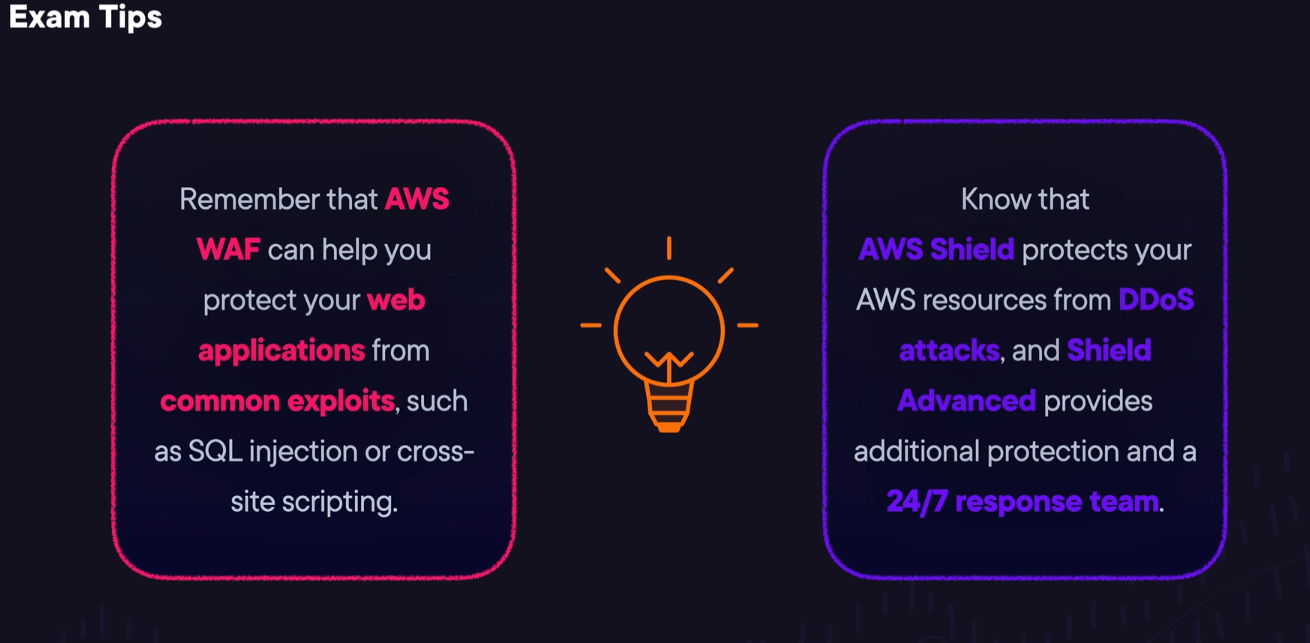 Exam Tips
Remember that AWS
WAF can help you
protect your web
applications from
common exploits, such
as SQL injection or cross-
site scripting.
Know that
AWS Shield protects your
AWS resources from DDoS
attacks, and Shield
Advanced provides
additional protection and a
24/7 response team.